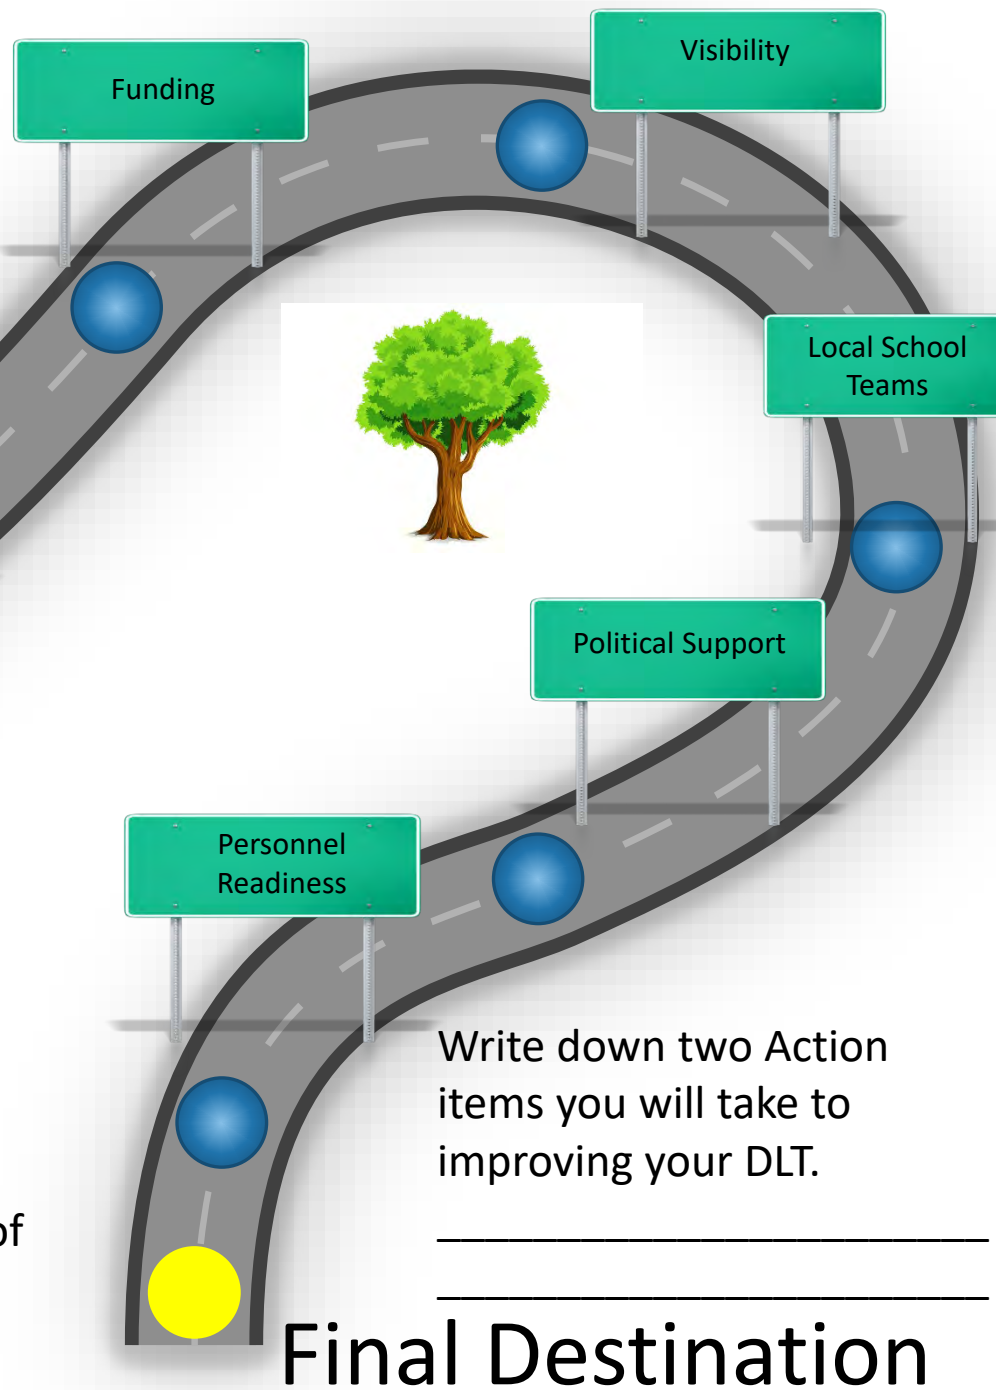 Funding
Visibility
Local School
Teams
Political Support
Personnel
Readiness
Write down two Action
items you will take to
improving your DLT.
of
Final Destination